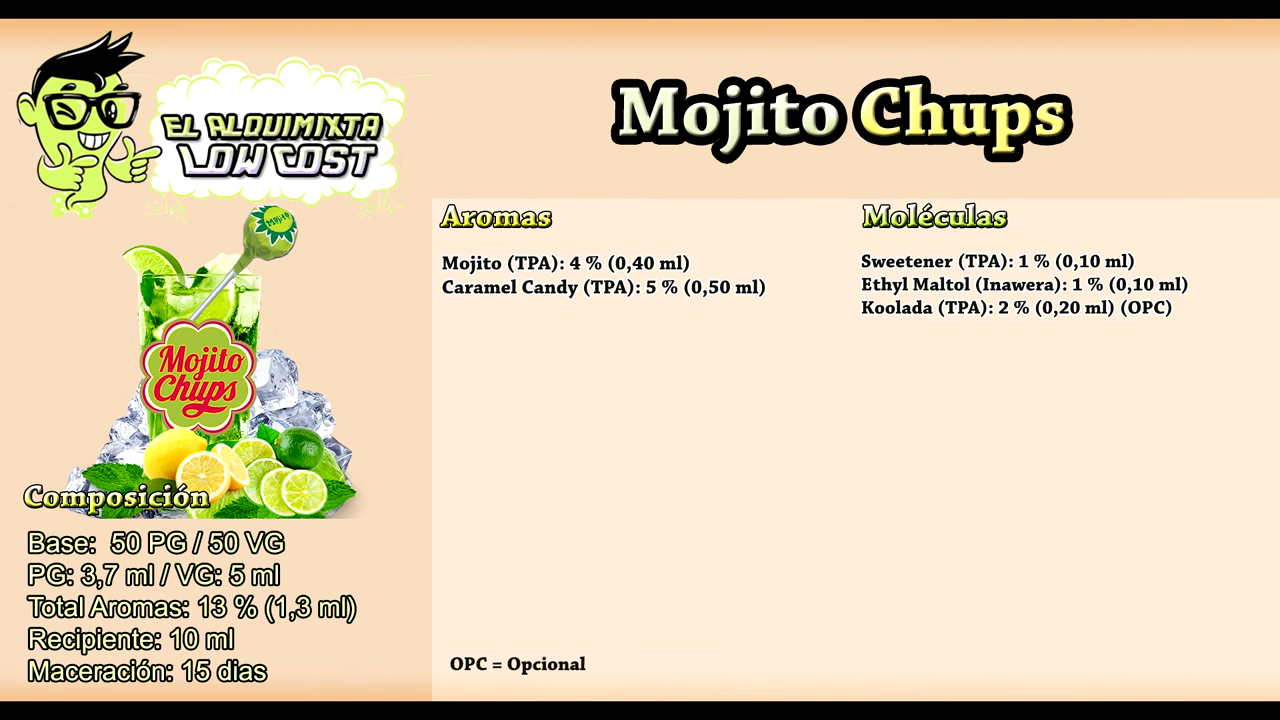 EL ALQUIMIXTA
LOW COST
Mojito Chups
Mojito
Mojito
Chups
Composición
Base:  50 PG / 50 VG
PG: 3,7 ml / VG: 5 ml
Total Aromas: 13 % (1,3 ml)
Recipiente: 10 ml
Maceración: 15 dias
Aromas
Mojito (TPA): 4 % (0,40 ml)
Caramel Candy (TPA): 5 % (0,50 ml)
Moléculas
Sweetener (TPA): 1 % (0,10 ml)
Ethyl Maltol (Inawera): 1 % (0,10 ml)
Koolada (TPA): 2 % (0,20 ml) (OPC)
OPC = Opcional